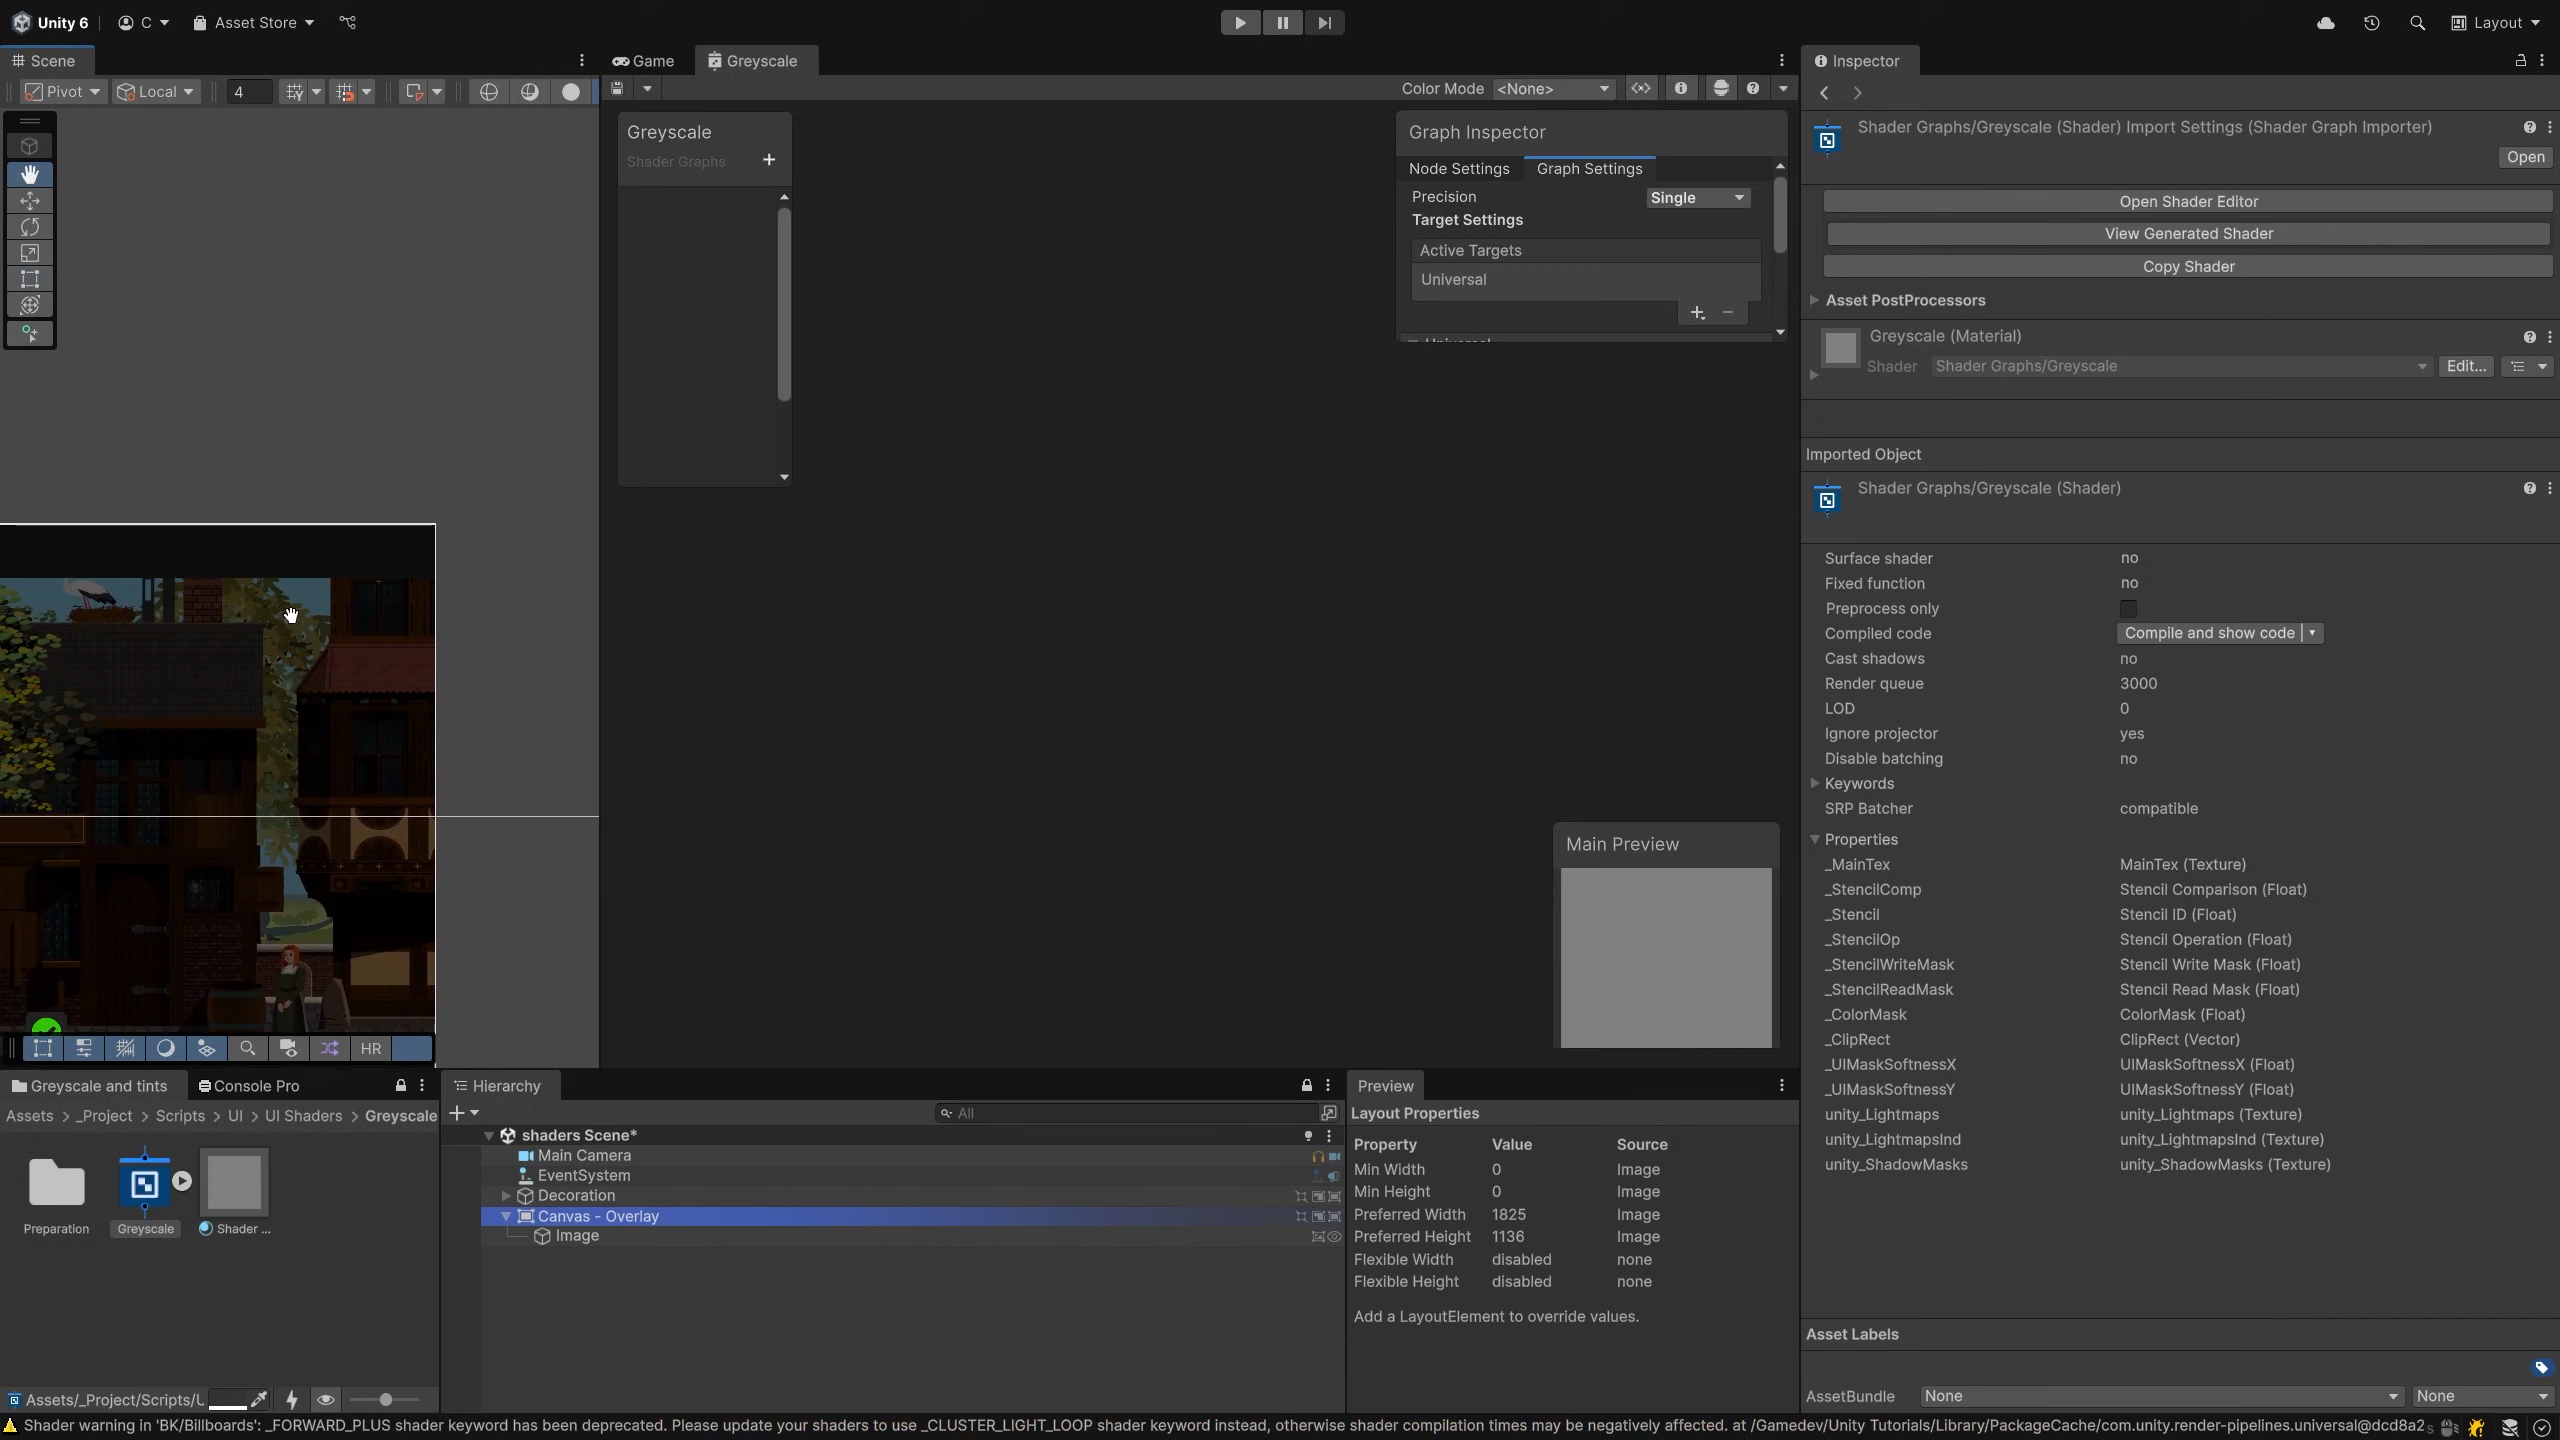 Unity 6
C
Asset Store
Layout
Scene
Pivot
Local
4
Game
Greyscale
Color Mode
<None>
Greyscale
Shader Graphs
Graph Inspector
Node Settings
Graph Settings
Precision
Single
Target Settings
Active Targets
Universal
Universal
Main Preview
Inspector
Shader Graphs/Greyscale (Shader) Import Settings (Shader Graph Importer)
Open
Open Shader Editor
View Generated Shader
Copy Shader
Asset PostProcessors
Greyscale (Material)
Shader
Shader Graphs/Greyscale
Edit...
Imported Object
Shader Graphs/Greyscale (Shader)
Surface shader no
Fixed function no
Preprocess only
Compiled code Compile and show code
Cast shadows no
Render queue 3000
LOD 0
Ignore projector yes
Disable batching no
Keywords
SRP Batcher compatible
Properties
_MainTex MainTex (Texture)
_StencilComp Stencil Comparison (Float)
_Stencil Stencil ID (Float)
_StencilOp Stencil Operation (Float)
_StencilWriteMask Stencil Write Mask (Float)
_StencilReadMask Stencil Read Mask (Float)
_ColorMask ColorMask (Float)
_ClipRect ClipRect (Vector)
_UIMaskSoftnessX UIMaskSoftnessX (Float)
_UIMaskSoftnessY UIMaskSoftnessY (Float)
unity_Lightmaps unity_Lightmaps (Texture)
unity_LightmapsInd unity_LightmapsInd (Texture)
unity_ShadowMasks unity_ShadowMasks (Texture)
Asset Labels
AssetBundle None None
HR
Greyscale and tints
Console Pro
Assets > _Project > Scripts > UI > UI Shaders > Greyscale
Preparation
Greyscale
Shader ...
Assets/_Project/Scripts/U
Hierarchy
All
shaders Scene*
Main Camera
EventSystem
Decoration
Canvas - Overlay
Image
Preview
Layout Properties
Property Value Source
Min Width 0 Image
Min Height 0 Image
Preferred Width 1825 Image
Preferred Height 1136 Image
Flexible Width disabled none
Flexible Height disabled none
Add a LayoutElement to override values.
Shader warning in 'BK/Billboards': _FORWARD_PLUS shader keyword has been deprecated. Please update your shaders to use _CLUSTER_LIGHT_LOOP shader keyword instead, otherwise shader compilation times may be negatively affected. at /Gamedev/Unity Tutorials/Library/PackageCache/com.unity.render-pipelines.universal@dcd8a2